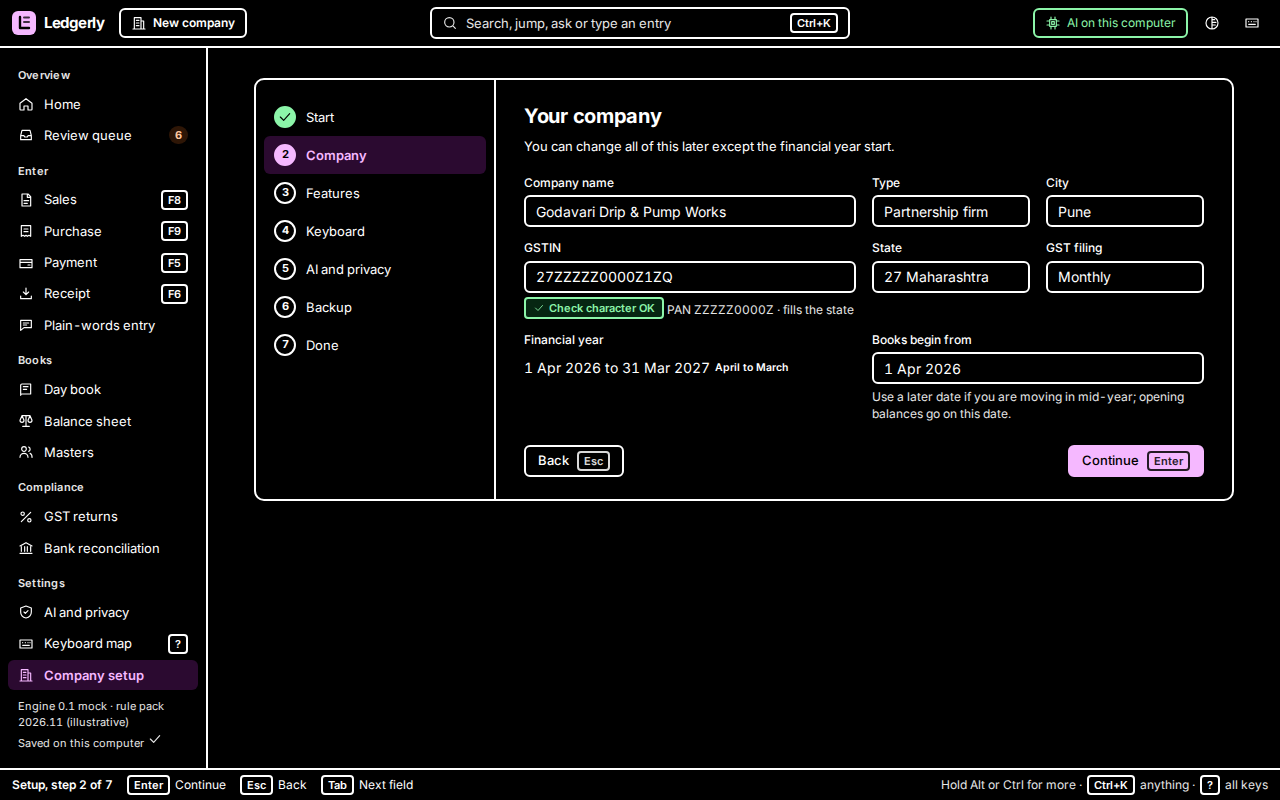 Ledgerly
New company
Search, jump, ask or type an entry
Ctrl+K
AI on this computer
Overview
Home
Review queue 6
Enter
Sales F8
Purchase F9
Payment F5
Receipt F6
Plain-words entry
Books
Day book
Balance sheet
Masters
Compliance
GST returns
Bank reconciliation
Settings
AI and privacy
Keyboard map ?
Company setup
Engine 0.1 mock · rule pack
2026.11 (illustrative)
Saved on this computer
Start
2 Company
3 Features
4 Keyboard
5 AI and privacy
6 Backup
7 Done
Your company
You can change all of this later except the financial year start.
Company name Type City
Godavari Drip & Pump Works Partnership firm Pune
GSTIN State GST filing
27ZZZZZ0000Z1ZQ 27 Maharashtra Monthly
Check character OK PAN ZZZZZ0000Z · fills the state
Financial year Books begin from
1 Apr 2026 to 31 Mar 2027 April to March 1 Apr 2026
Use a later date if you are moving in mid-year; opening
balances go on this date.
Back Esc Continue Enter
Setup, step 2 of 7 Enter Continue Esc Back Tab Next field Hold Alt or Ctrl for more · Ctrl+K anything · ? all keys